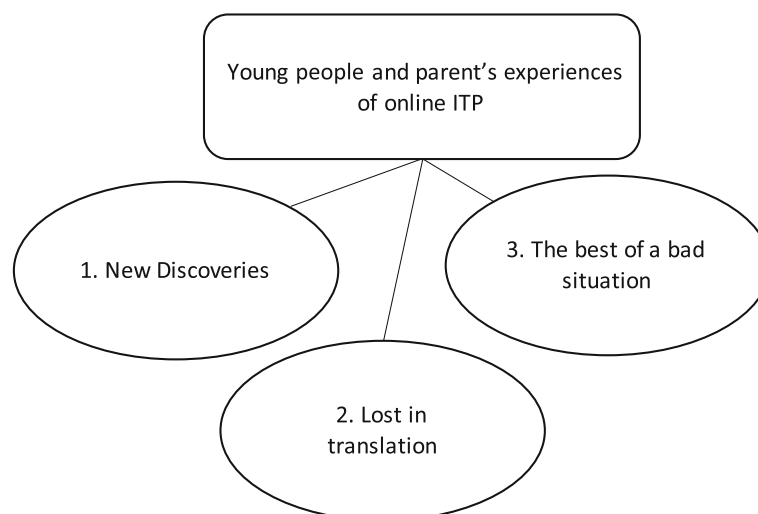 Young people and parent's experiences
of online ITP
1. New Discoveries
3. The best of a bad
situation
2. Lost in
translation